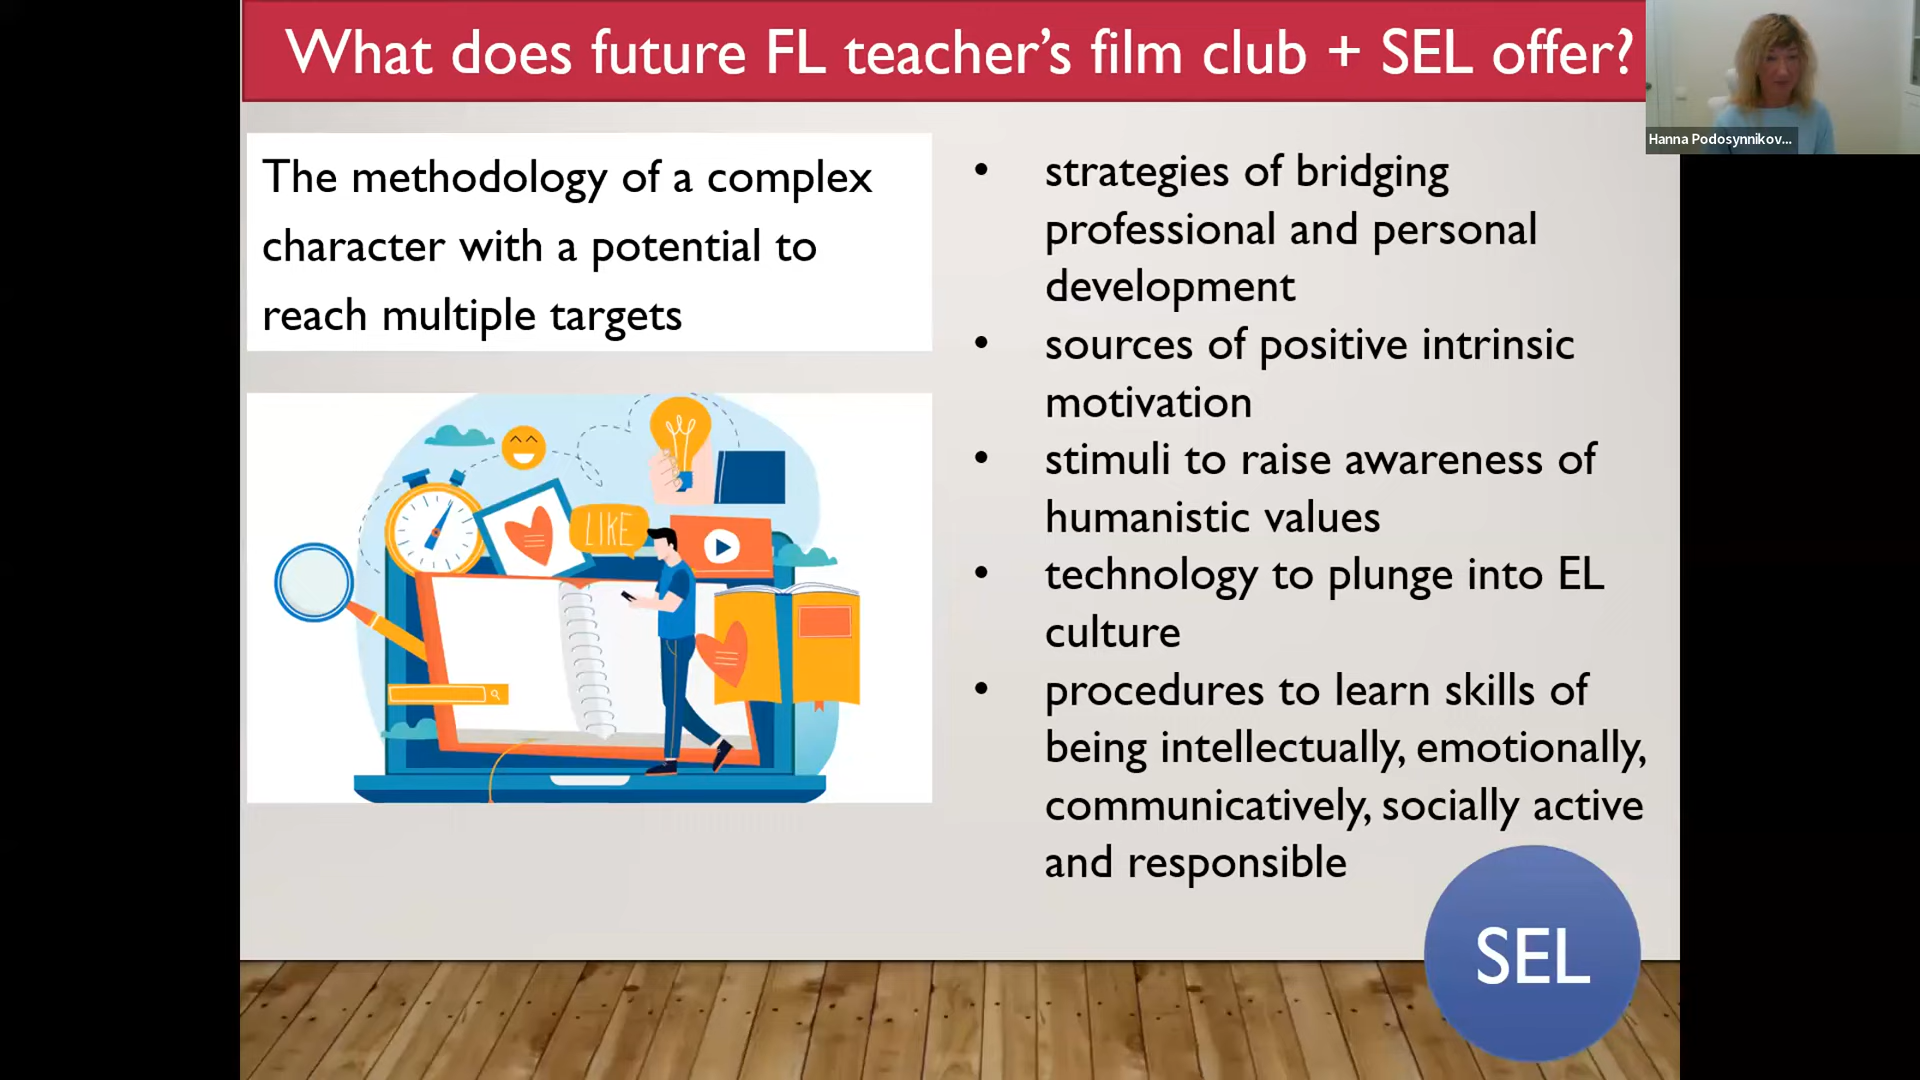 What does future FL teacher’s film club + SEL offer?
Hanna Podosynnikov...
The methodology of a complex
character with a potential to
reach multiple targets
LIKE
• strategies of bridging
professional and personal
development
• sources of positive intrinsic
motivation
• stimuli to raise awareness of
humanistic values
• technology to plunge into EL
culture
• procedures to learn skills of
being intellectually, emotionally,
communicatively, socially active
and responsible
SEL